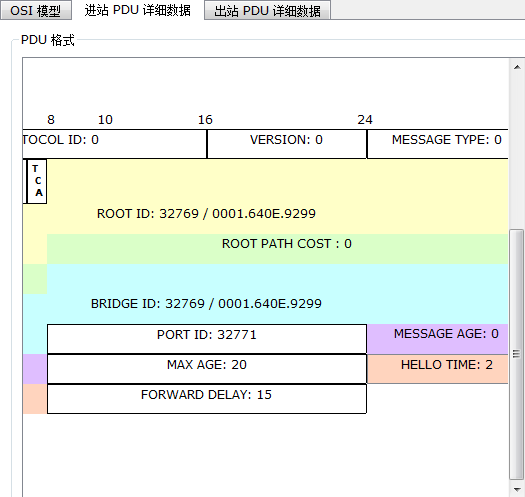 OSI 模型 进站 PDU 详细数据 出站 PDU 详细数据
PDU 格式
8 10 16 24
TOCOL ID: 0 VERSION: 0 MESSAGE TYPE: 0
T
C
A
ROOT ID: 32769 / 0001.640E.9299
ROOT PATH COST : 0
BRIDGE ID: 32769 / 0001.640E.9299
PORT ID: 32771 MESSAGE AGE: 0
MAX AGE: 20 HELLO TIME: 2
FORWARD DELAY: 15